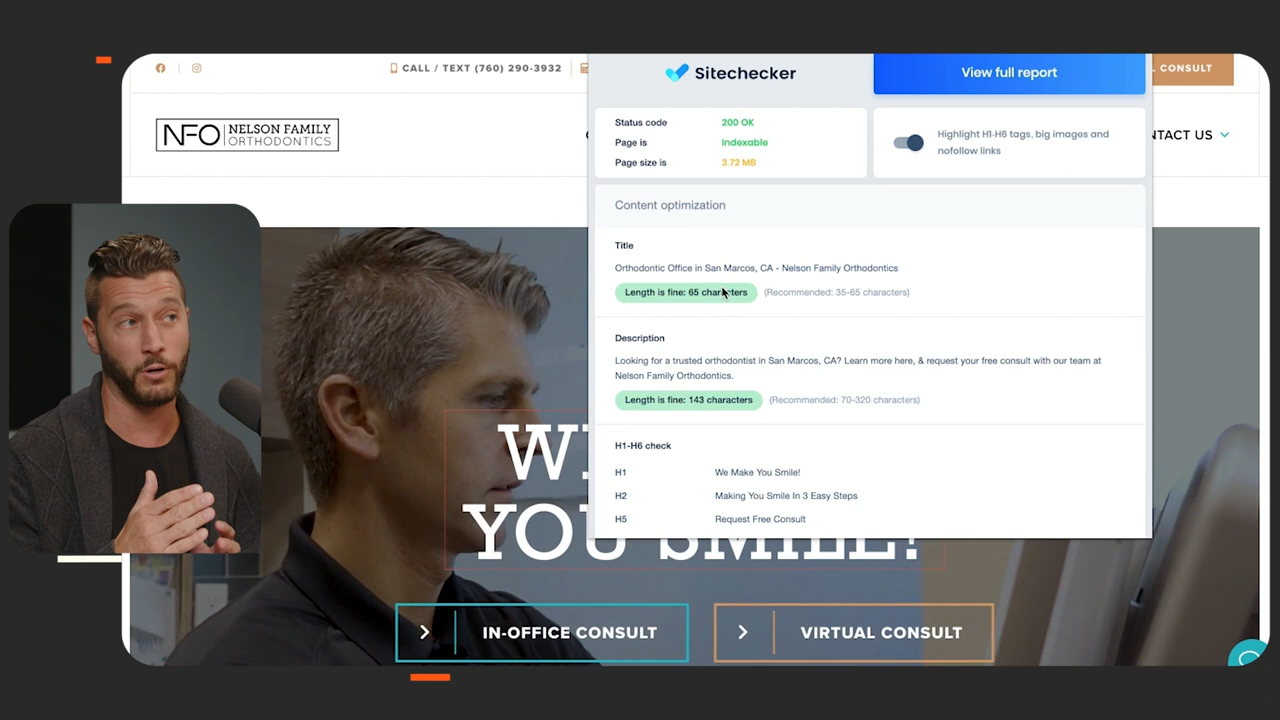 CALL / TEXT (760) 290-3932
CONSULT
NFO NELSON FAMILY
ORTHODONTICS
CONTACT US
Sitechecker
View full report
Status code 200 OK
Page is Indexable
Page size is 3.72 MB
Highlight H1-H6 tags, big images and
nofollow links
Content optimization
Title
Orthodontic Office in San Marcos, CA - Nelson Family Orthodontics
Length is fine: 65 characters (Recommended: 35-65 characters)
Description
Looking for a trusted orthodontist in San Marcos, CA? Learn more here, & request your free consult with our team at
Nelson Family Orthodontics.
Length is fine: 143 characters (Recommended: 70-320 characters)
H1-H6 check
H1 We Make You Smile!
H2 Making You Smile In 3 Easy Steps
H5 Request Free Consult
YOU SMILE!
IN-OFFICE CONSULT
VIRTUAL CONSULT